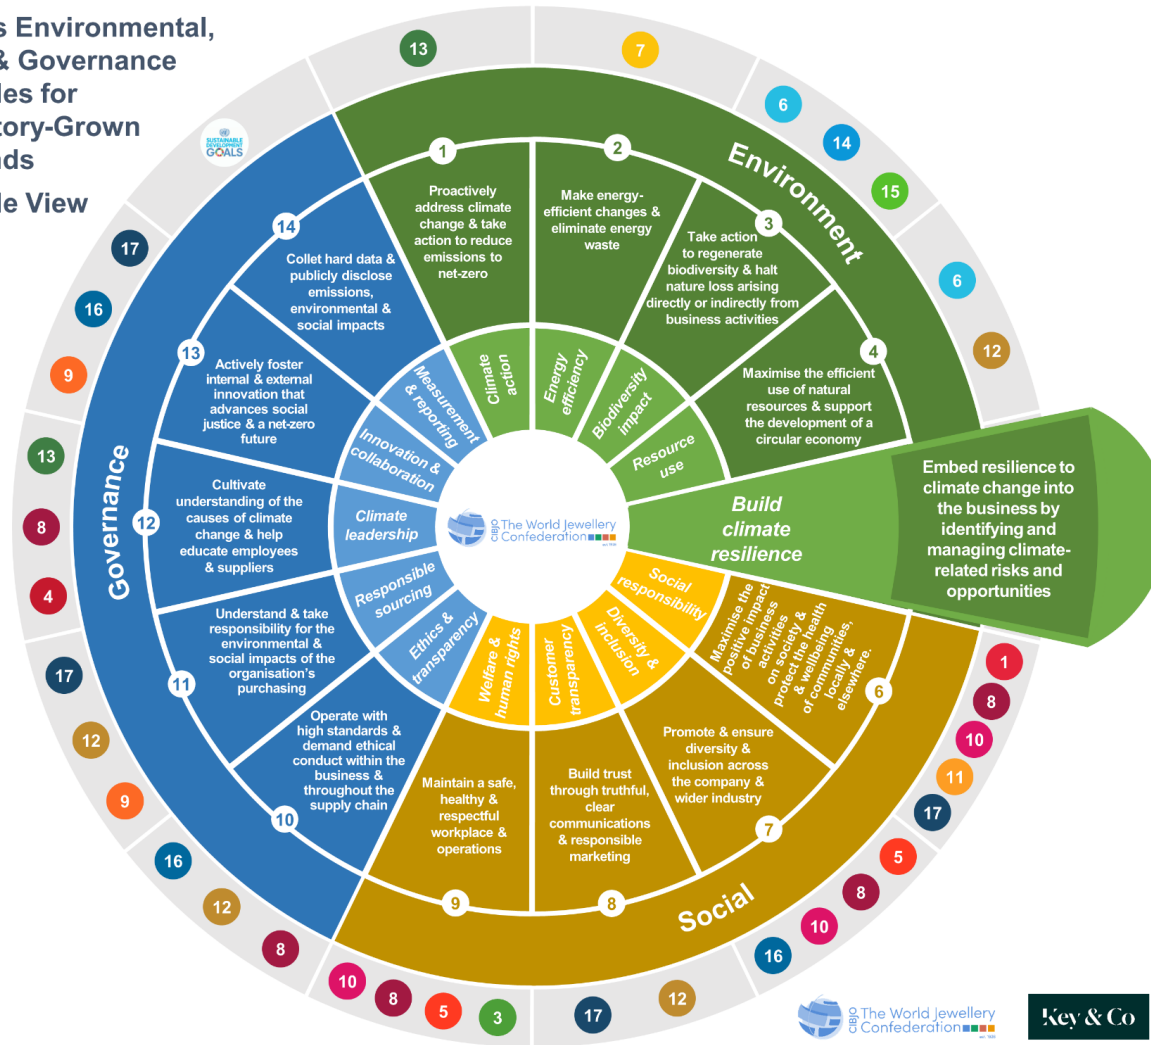 s Environmental,
& Governance
les for
tory-Grown
nds
le View
SUSTAINABLE
DEVELOPMENT
GOALS
13
7
6
14
15
6
12
Environment
1
Proactively
address climate
change & take
action to reduce
emissions to
net-zero
Climate
action
2
Make energy-
efficient changes &
eliminate energy
waste
Energy
efficiency
3
Take action
to regenerate
biodiversity & halt
nature loss arising
directly or indirectly from
business activities
Biodiversity
impact
4
Maximise the efficient
use of natural
resources & support
the development of a
circular economy
Resource
use
Build
climate
resilience
Embed resilience to
climate change into
the business by
identifying and
managing climate-
related risks and
opportunities
Social
6
Maximise the
positive impact
of business
activities
on society &
protect the health
& wellbeing
of communities,
locally &
elsewhere.
Social
responsibility
1
8
10
11
17
7
Promote & ensure
diversity &
inclusion across
the company &
wider industry
Diversity &
inclusion
5
8
10
16
8
Build trust
through truthful,
clear
communications
& responsible
marketing
Customer
transparency
12
17
9
Maintain a safe,
healthy &
respectful
workplace &
operations
Welfare &
human rights
3
5
8
10
Governance
10
Operate with
high standards &
demand ethical
conduct within the
business &
throughout the
supply chain
Ethics &
transparency
8
12
16
11
Understand & take
responsibility for the
environmental &
social impacts of the
organisation's
purchasing
Responsible
sourcing
9
12
17
12
Cultivate
understanding of the
causes of climate
change & help
educate employees
& suppliers
Climate
leadership
4
8
13
13
Actively foster
internal & external
innovation that
advances social
justice & a net-zero
future
Innovation &
collaboration
9
16
17
14
Collet hard data &
publicly disclose
emissions,
environmental &
social impacts
Measurement
& reporting
CIBJO
The World Jewellery
Confederation
CIBJO
The World Jewellery
Confederation
Key & Co